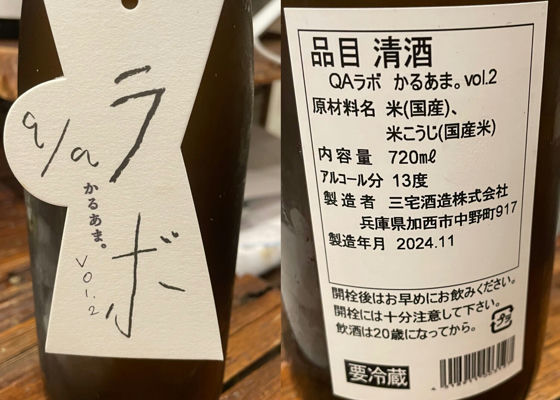 q/a
ラボ
かるあま。
VOl.2
品目 清酒
QAラボ かるあま。vol.2
原材料名 米(国産)、
米こうじ(国産米)
内容量 720㎖
アルコール分 13度
製造者 三宅酒造株式会社
兵庫県加西市中野町917
製造年月 2024.11
開栓後はお早めにお飲みください。
開栓には十分注意して下さい。
飲酒は20歳になってから。
プラ
要冷蔵